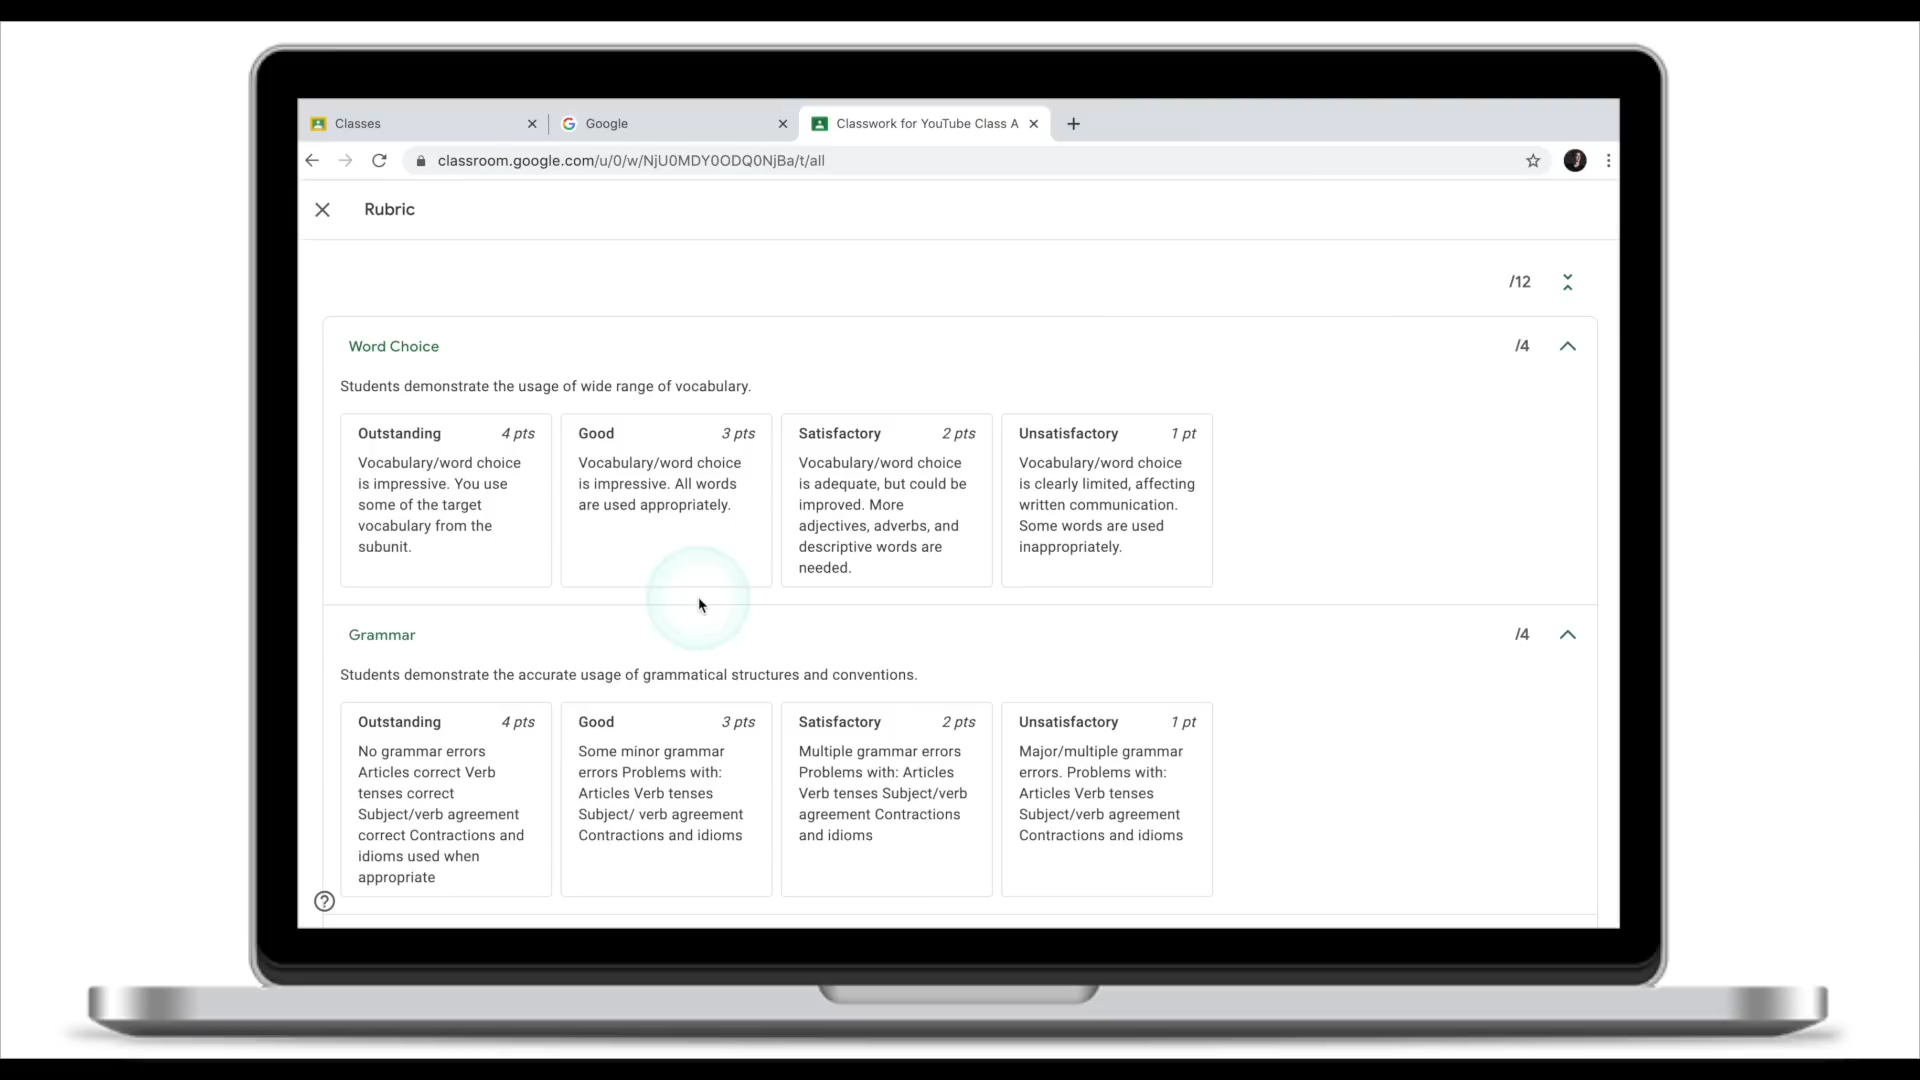 Classes
Google
Classwork for YouTube Class A
classroom.google.com/u/0/w/NjU0MDY0ODQ0NjBa/t/all
Rubric
/12
Word Choice
/4
Students demonstrate the usage of wide range of vocabulary.
Outstanding 4 pts
Vocabulary/word choice
is impressive. You use
some of the target
vocabulary from the
subunit.
Good 3 pts
Vocabulary/word choice
is impressive. All words
are used appropriately.
Satisfactory 2 pts
Vocabulary/word choice
is adequate, but could be
improved. More
adjectives, adverbs, and
descriptive words are
needed.
Unsatisfactory 1 pt
Vocabulary/word choice
is clearly limited, affecting
written communication.
Some words are used
inappropriately.
Grammar
/4
Students demonstrate the accurate usage of grammatical structures and conventions.
Outstanding 4 pts
No grammar errors
Articles correct Verb
tenses correct
Subject/verb agreement
correct Contractions and
idioms used when
appropriate
Good 3 pts
Some minor grammar
errors Problems with:
Articles Verb tenses
Subject/ verb agreement
Contractions and idioms
Satisfactory 2 pts
Multiple grammar errors
Problems with: Articles
Verb tenses Subject/verb
agreement Contractions
and idioms
Unsatisfactory 1 pt
Major/multiple grammar
errors. Problems with:
Articles Verb tenses
Subject/verb agreement
Contractions and idioms